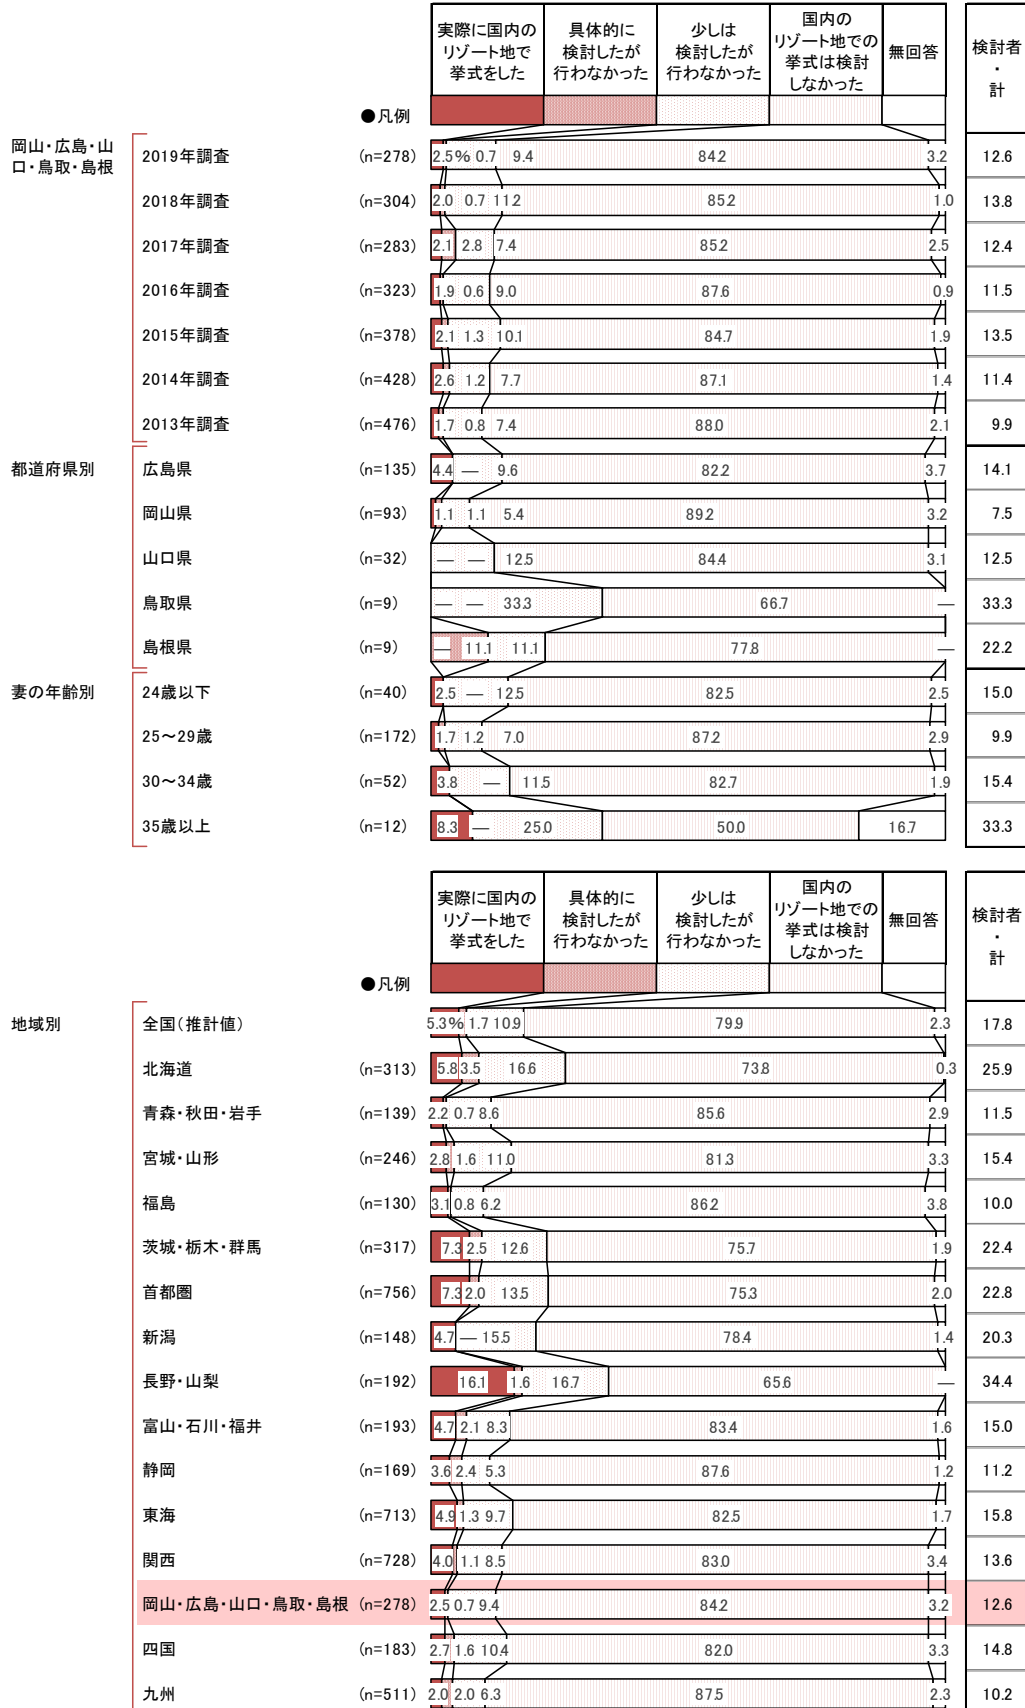 実際に国内の
リゾート地で
挙式をした
具体的に
検討したが
行わなかった
少しは
検討したが
行わなかった
国内の
リゾート地での
挙式は検討
しなかった
無回答
検討者
・
計
●凡例
岡山・広島・山
口・鳥取・島根
2019年調査 (n=278) 2.5% 0.7 9.4 84.2 3.2 12.6
2018年調査 (n=304) 2.0 0.7 11.2 85.2 1.0 13.8
2017年調査 (n=283) 2.1 2.8 7.4 85.2 2.5 12.4
2016年調査 (n=323) 1.9 0.6 9.0 87.6 0.9 11.5
2015年調査 (n=378) 2.1 1.3 10.1 84.7 1.9 13.5
2014年調査 (n=428) 2.6 1.2 7.7 87.1 1.4 11.4
2013年調査 (n=476) 1.7 0.8 7.4 88.0 2.1 9.9
都道府県別
広島県 (n=135) 4.4 — 9.6 82.2 3.7 14.1
岡山県 (n=93) 1.1 1.1 5.4 89.2 3.2 7.5
山口県 (n=32) — — 12.5 84.4 3.1 12.5
鳥取県 (n=9) — — 33.3 66.7 — 33.3
島根県 (n=9) — 11.1 11.1 77.8 — 22.2
妻の年齢別
24歳以下 (n=40) 2.5 — 12.5 82.5 2.5 15.0
25～29歳 (n=172) 1.7 1.2 7.0 87.2 2.9 9.9
30～34歳 (n=52) 3.8 — 11.5 82.7 1.9 15.4
35歳以上 (n=12) 8.3 — 25.0 50.0 16.7 33.3
実際に国内の
リゾート地で
挙式をした
具体的に
検討したが
行わなかった
少しは
検討したが
行わなかった
国内の
リゾート地での
挙式は検討
しなかった
無回答
検討者
・
計
●凡例
地域別
全国(推計値) 5.3% 1.7 10.9 79.9 2.3 17.8
北海道 (n=313) 5.8 3.5 16.6 73.8 0.3 25.9
青森・秋田・岩手 (n=139) 2.2 0.7 8.6 85.6 2.9 11.5
宮城・山形 (n=246) 2.8 1.6 11.0 81.3 3.3 15.4
福島 (n=130) 3.1 0.8 6.2 86.2 3.8 10.0
茨城・栃木・群馬 (n=317) 7.3 2.5 12.6 75.7 1.9 22.4
首都圏 (n=756) 7.3 2.0 13.5 75.3 2.0 22.8
新潟 (n=148) 4.7 — 15.5 78.4 1.4 20.3
長野・山梨 (n=192) 16.1 1.6 16.7 65.6 — 34.4
富山・石川・福井 (n=193) 4.7 2.1 8.3 83.4 1.6 15.0
静岡 (n=169) 3.6 2.4 5.3 87.6 1.2 11.2
東海 (n=713) 4.9 1.3 9.7 82.5 1.7 15.8
関西 (n=728) 4.0 1.1 8.5 83.0 3.4 13.6
岡山・広島・山口・鳥取・島根 (n=278) 2.5 0.7 9.4 84.2 3.2 12.6
四国 (n=183) 2.7 1.6 10.4 82.0 3.3 14.8
九州 (n=511) 2.0 2.0 6.3 87.5 2.3 10.2